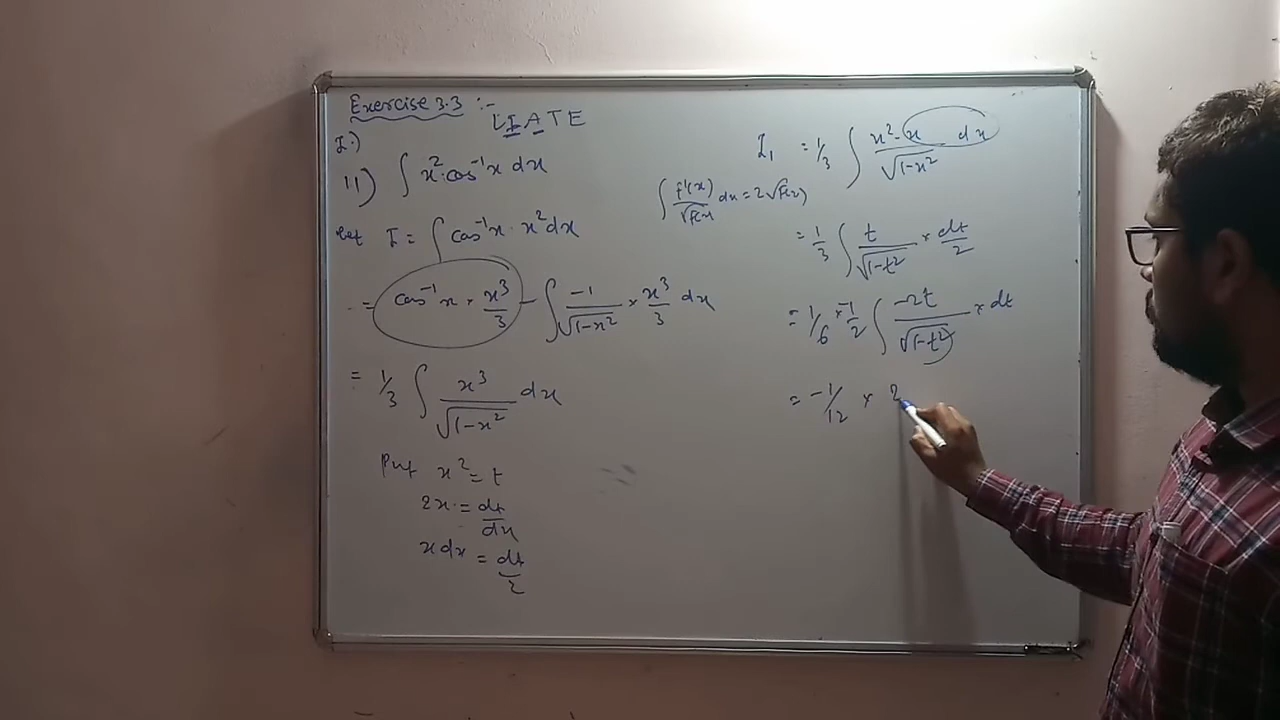 Exercise 3.3 :-
LIATE
I.)
11) ∫ x²·cos⁻¹x dx
Let I = ∫ cos⁻¹x · x² dx
= cos⁻¹x × x³/3 - ∫ -1/√(1-x²) × x³/3 dx
= 1/3 ∫ x³/√(1-x²) dx
Put x² = t
2x = dt/dx
x dx = dt/2
I₁ = 1/3 ∫ x²·x dx/√(1-x²)
∫ f'(x)/√f(x) dx = 2√f(x)
= 1/3 ∫ t/√(1-t²) × dt/2
= 1/6 × -1/2 ∫ -2t/√(1-t²) × dt
= -1/12 × 2